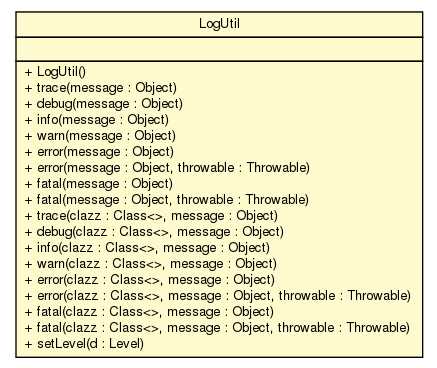 LogUtil
+ LogUtil()
+ trace(message : Object)
+ debug(message : Object)
+ info(message : Object)
+ warn(message : Object)
+ error(message : Object)
+ error(message : Object, throwable : Throwable)
+ fatal(message : Object)
+ fatal(message : Object, throwable : Throwable)
+ trace(clazz : Class<>, message : Object)
+ debug(clazz : Class<>, message : Object)
+ info(clazz : Class<>, message : Object)
+ warn(clazz : Class<>, message : Object)
+ error(clazz : Class<>, message : Object)
+ error(clazz : Class<>, message : Object, throwable : Throwable)
+ fatal(clazz : Class<>, message : Object)
+ fatal(clazz : Class<>, message : Object, throwable : Throwable)
+ setLevel(d : Level)